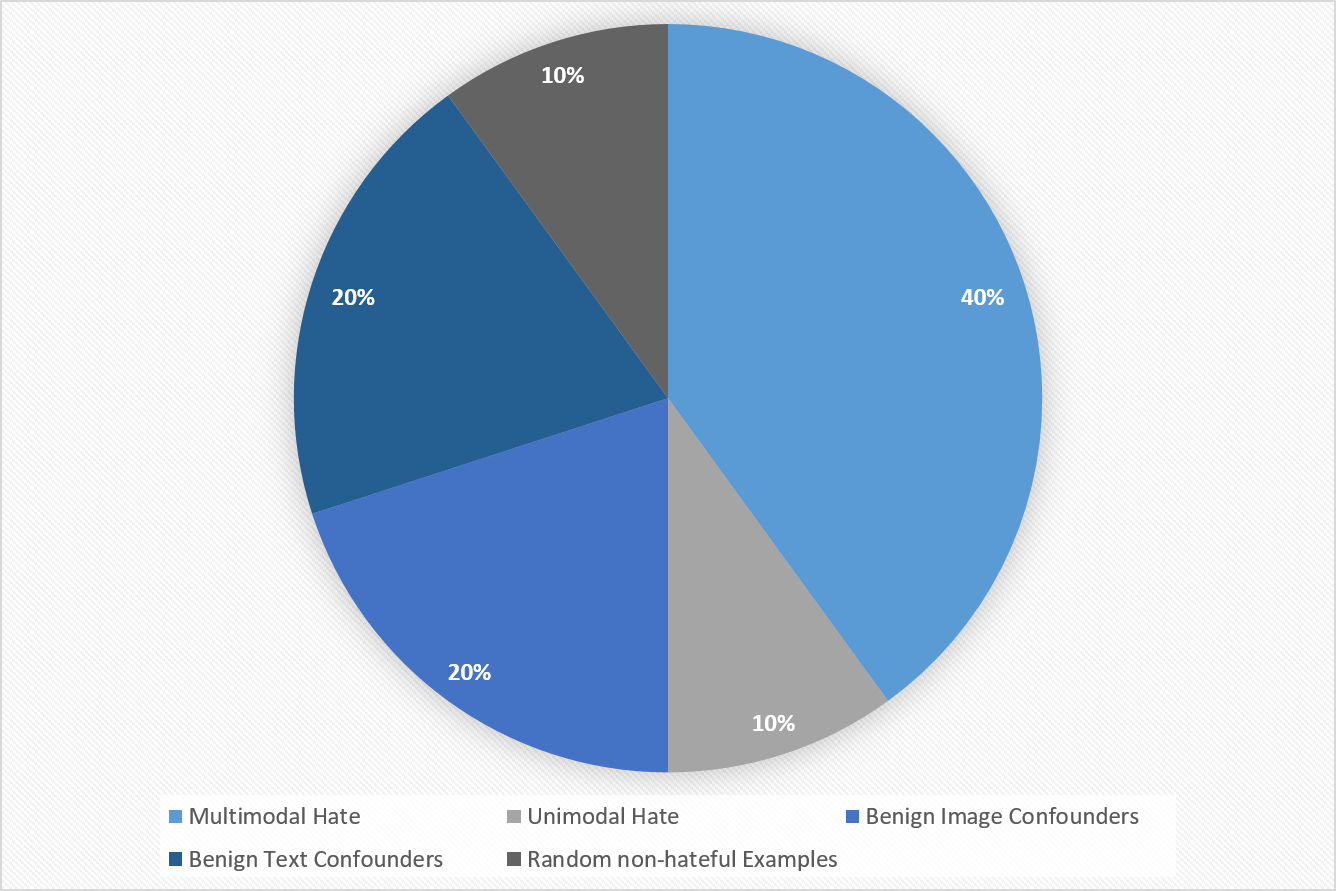 10%
40%
20%
20%
10%
Multimodal Hate Unimodal Hate Benign Image Confounders
Benign Text Confounders Random non-hateful Examples